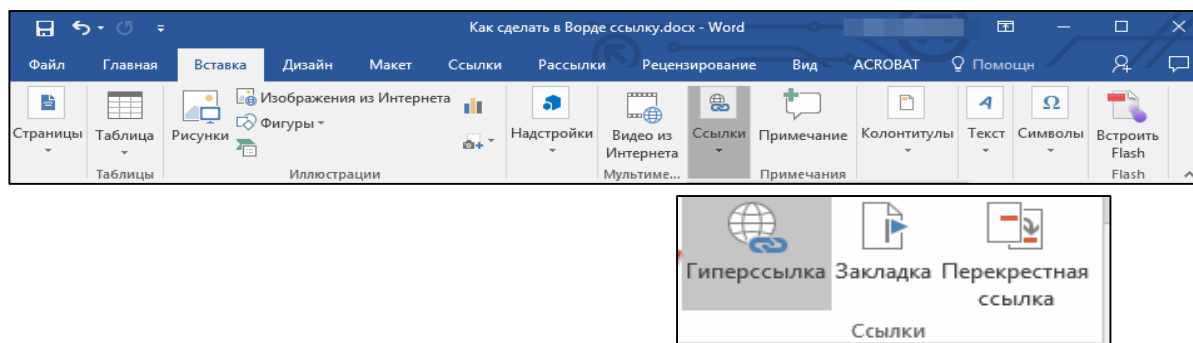 Как сделать в Ворде ссылку.docx - Word
Файл Главная Вставка Дизайн Макет Ссылки Рассылки Рецензирование Вид ACROBAT Помощн
Страницы Таблица Рисунки Изображения из Интернета Фигуры Надстройки Видео из Интернета Ссылки Примечание Колонтитулы Текст Символы Встроить Flash
Таблицы Иллюстрации Мультиме... Примечания Flash
Гиперссылка Закладка Перекрестная
ссылка
Ссылки